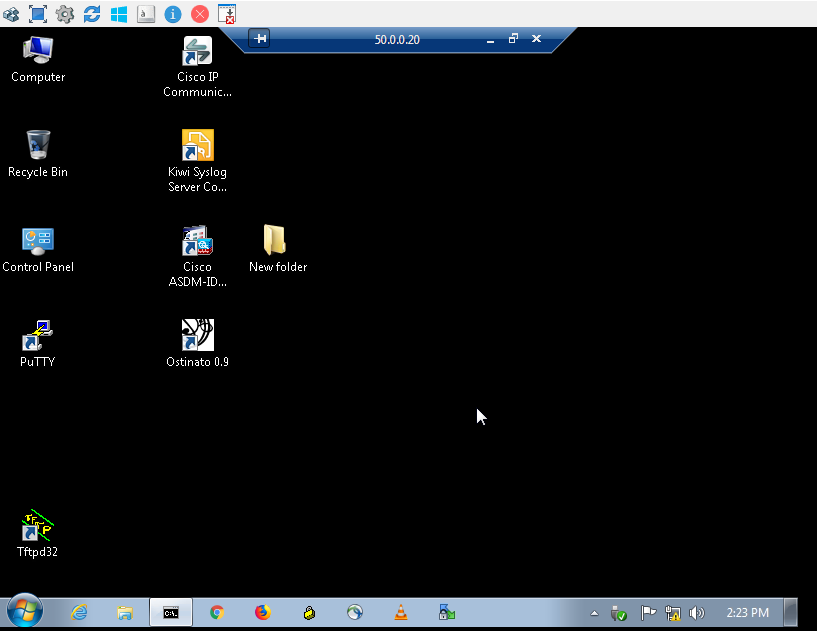 50.0.0.20
Computer
Cisco IP
Communic...
Recycle Bin
Kiwi Syslog
Server Co...
Control Panel
Cisco
ASDM-ID...
New folder
PuTTY
Ostinato 0.9
Tftpd32
2:23 PM